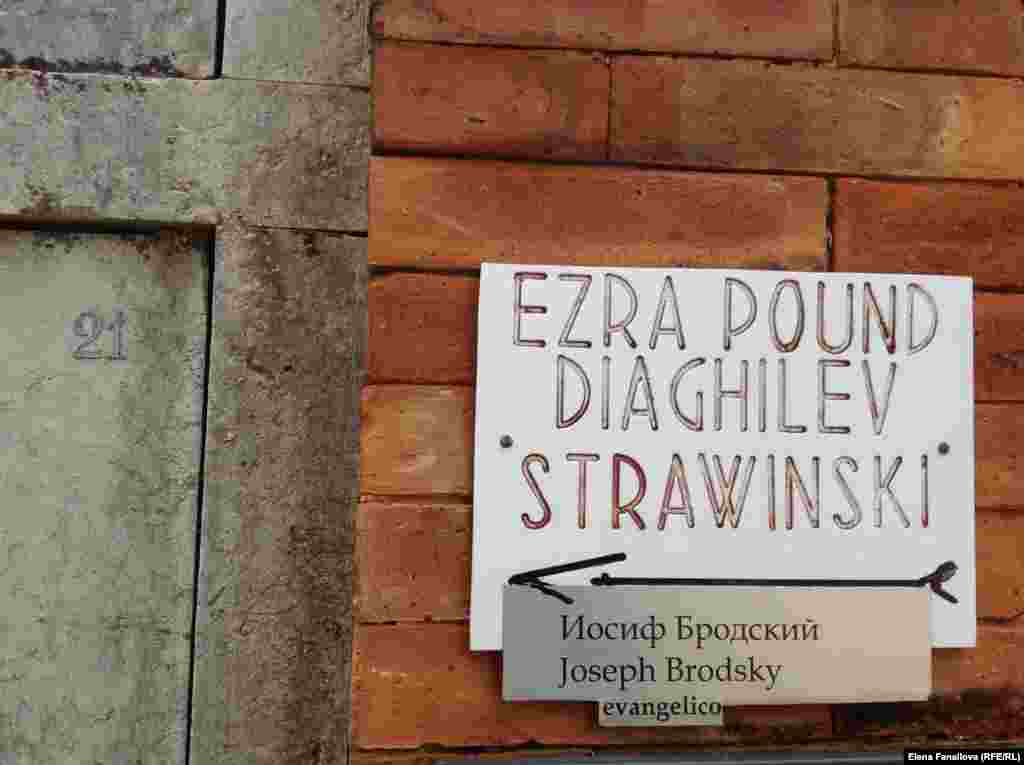 21
EZRA POUND
DIAGHILEV
STRAWINSKI
Иосиф Бродский
Joseph Brodsky
evangelico
Elena Fanailova (RFE/RL)